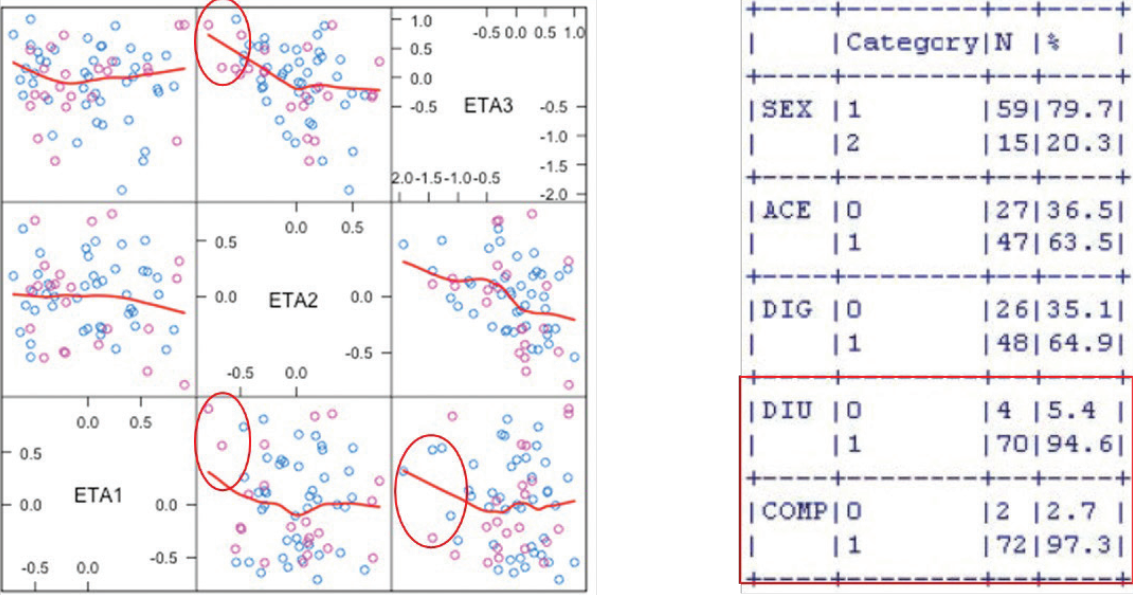 1.0
-0.5 0.0 0.5 1.0
0.5
0.0
-0.5
ETA3
-0.5
-1.0
-1.5
-2.0
2.0-1.5-1.0-0.5
0.0 0.5
0.5
0.0
ETA2
0.0
-0.5
-0.5 0.0
0.0 0.5
0.5
0.0
ETA1
0.0
-0.5
-0.5 0.0
| |Category|N |% |
|SEX |1 |59|79.7|
| |2 |15|20.3|
|ACE |0 |27|36.5|
| |1 |47|63.5|
|DIG |0 |26|35.1|
| |1 |48|64.9|
|DIU |0 |4 |5.4 |
| |1 |70|94.6|
|COMP|0 |2 |2.7 |
| |1 |72|97.3|